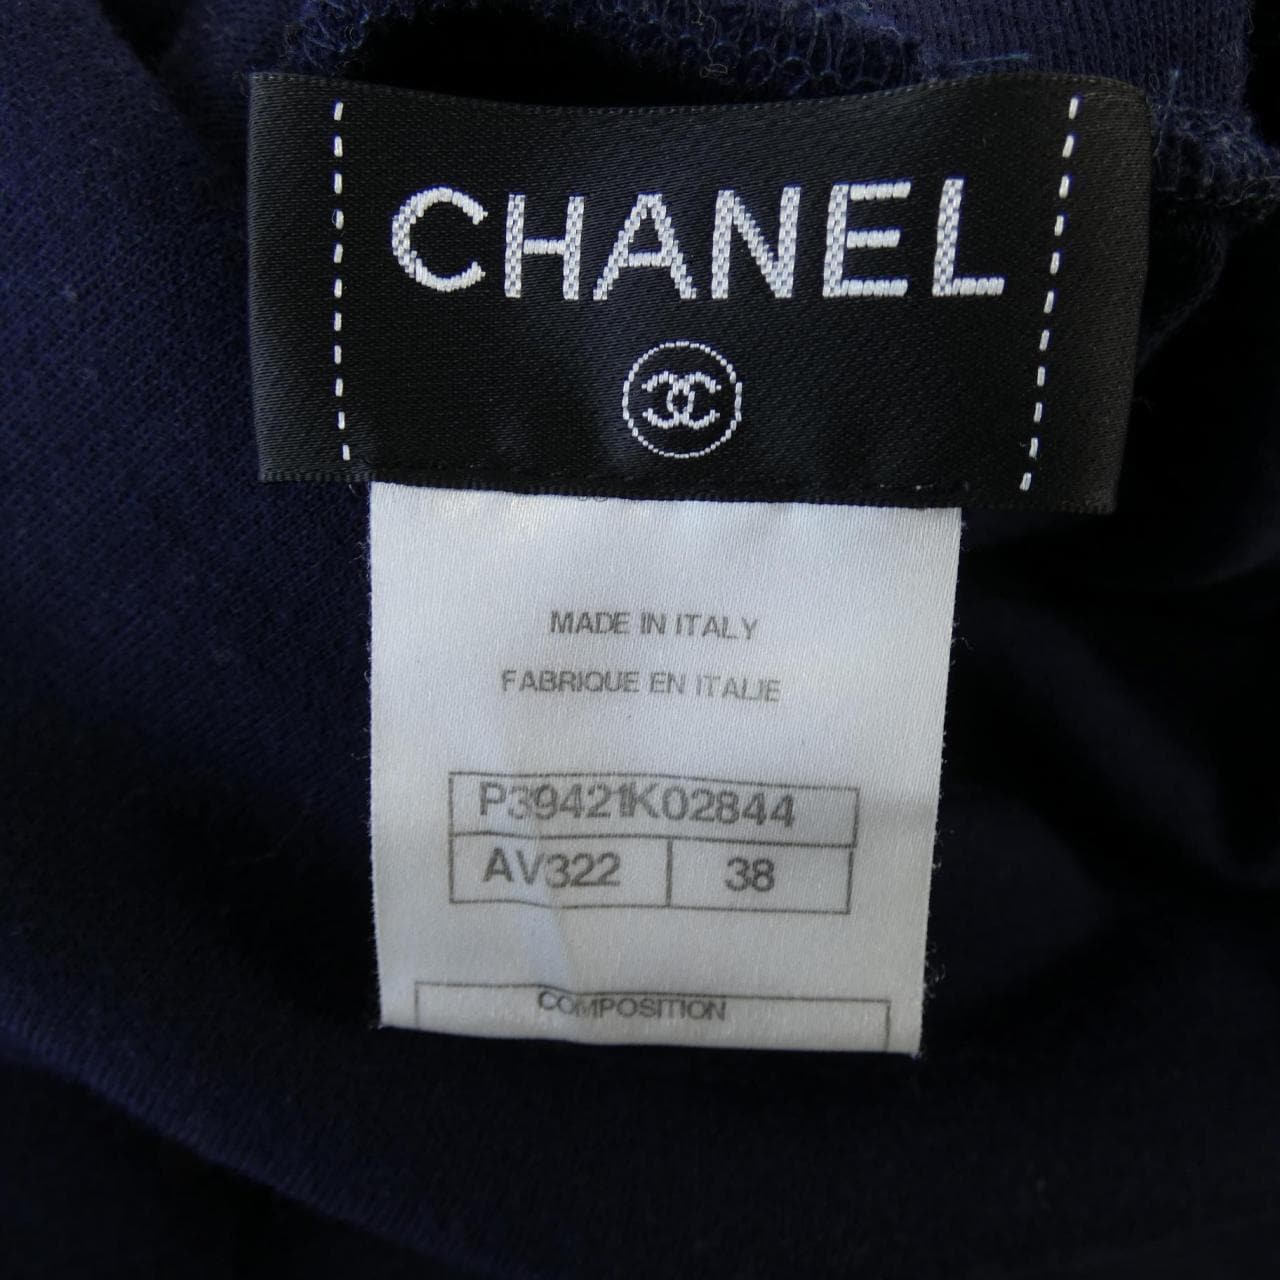 CHANEL
MADE IN ITALY
FABRIQUE EN ITALIE
P39421K02844
AV322 38
COMPOSITION